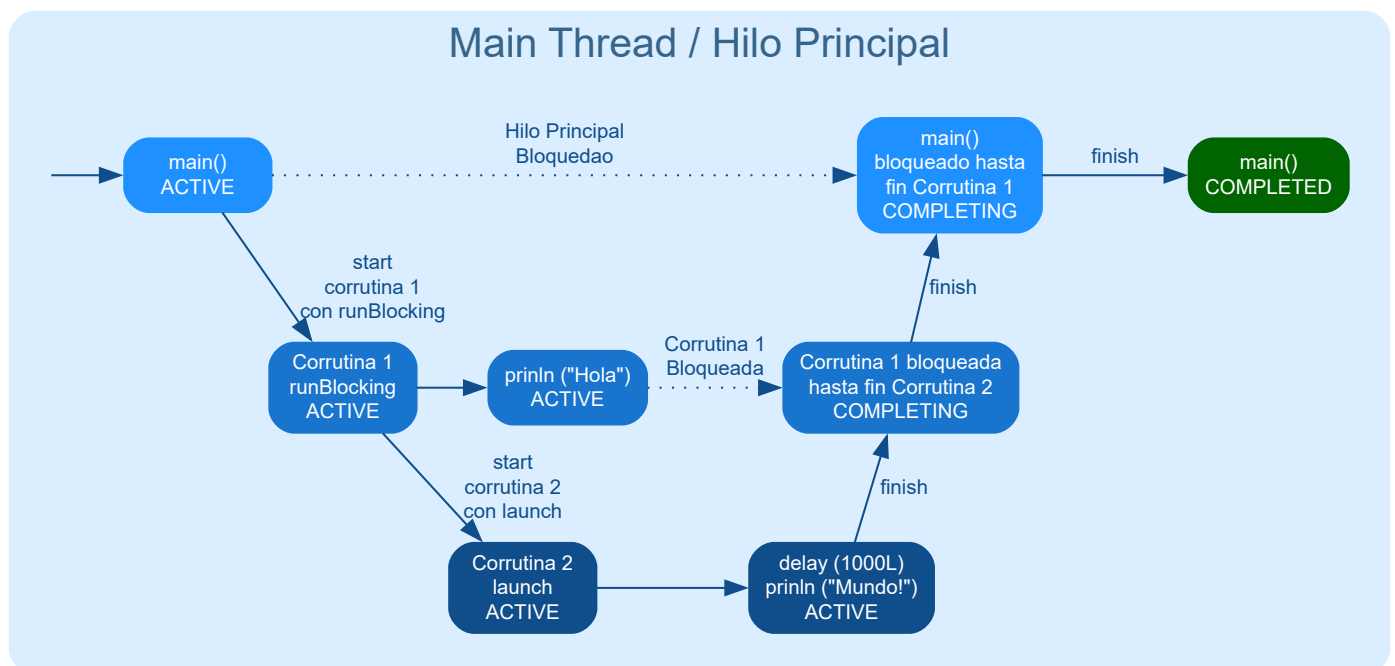 Main Thread / Hilo Principal
main()
ACTIVE
Hilo Principal
Bloquedao
main()
bloqueado hasta
fin Corrutina 1
COMPLETING
finish
main()
COMPLETED
start
corrutina 1
con runBlocking
finish
Corrutina 1
runBlocking
ACTIVE
prinln ("Hola")
ACTIVE
Corrutina 1
Bloqueada
Corrutina 1 bloqueada
hasta fin Corrutina 2
COMPLETING
start
corrutina 2
con launch
finish
Corrutina 2
launch
ACTIVE
delay (1000L)
prinln ("Mundo!")
ACTIVE